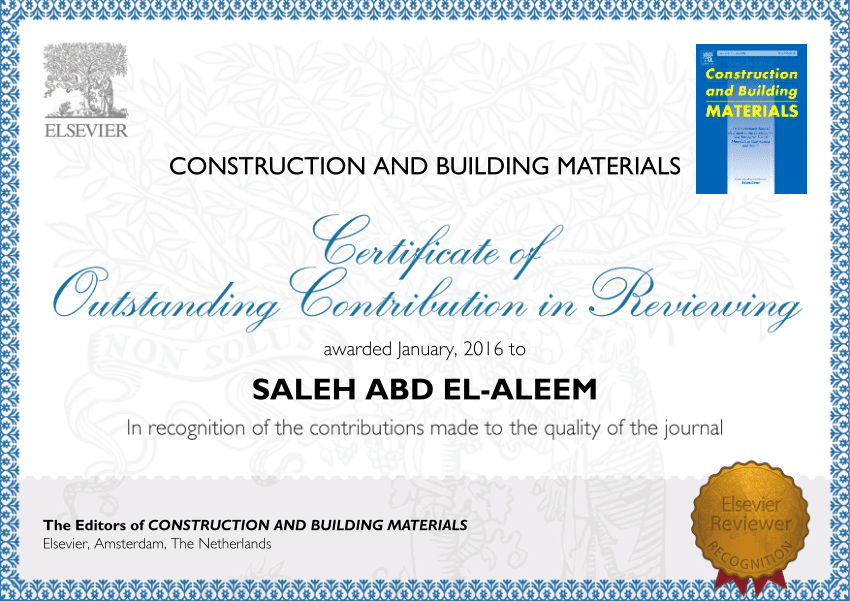 ELSEVIER
Construction
and Building
MATERIALS
CONSTRUCTION AND BUILDING MATERIALS
Certificate of
Outstanding Contribution in Reviewing
NON SOLUS
awarded January, 2016 to
SALEH ABD EL-ALEEM
In recognition of the contributions made to the quality of the journal
Elsevier
Reviewer
RECOGNITION
The Editors of CONSTRUCTION AND BUILDING MATERIALS
Elsevier, Amsterdam, The Netherlands